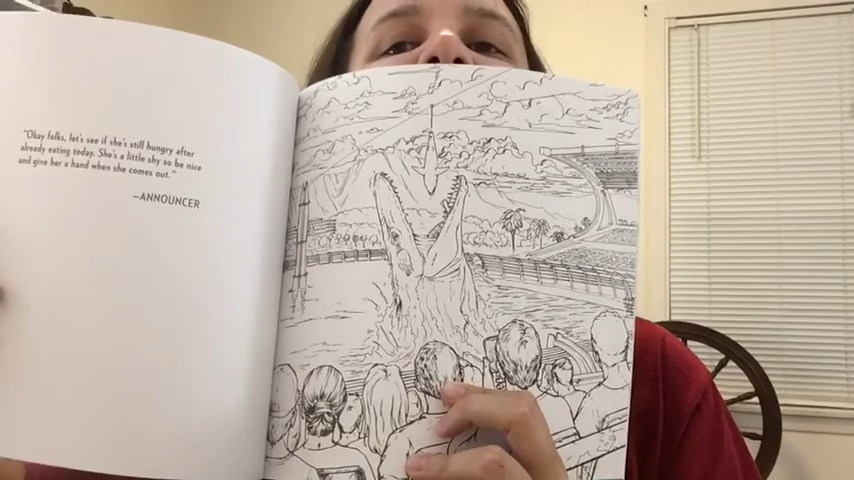 "Okay folks, let's see if she's still hungry after
already eating today. She's a little shy so be nice
and give her a hand when she comes out."
—ANNOUNCER